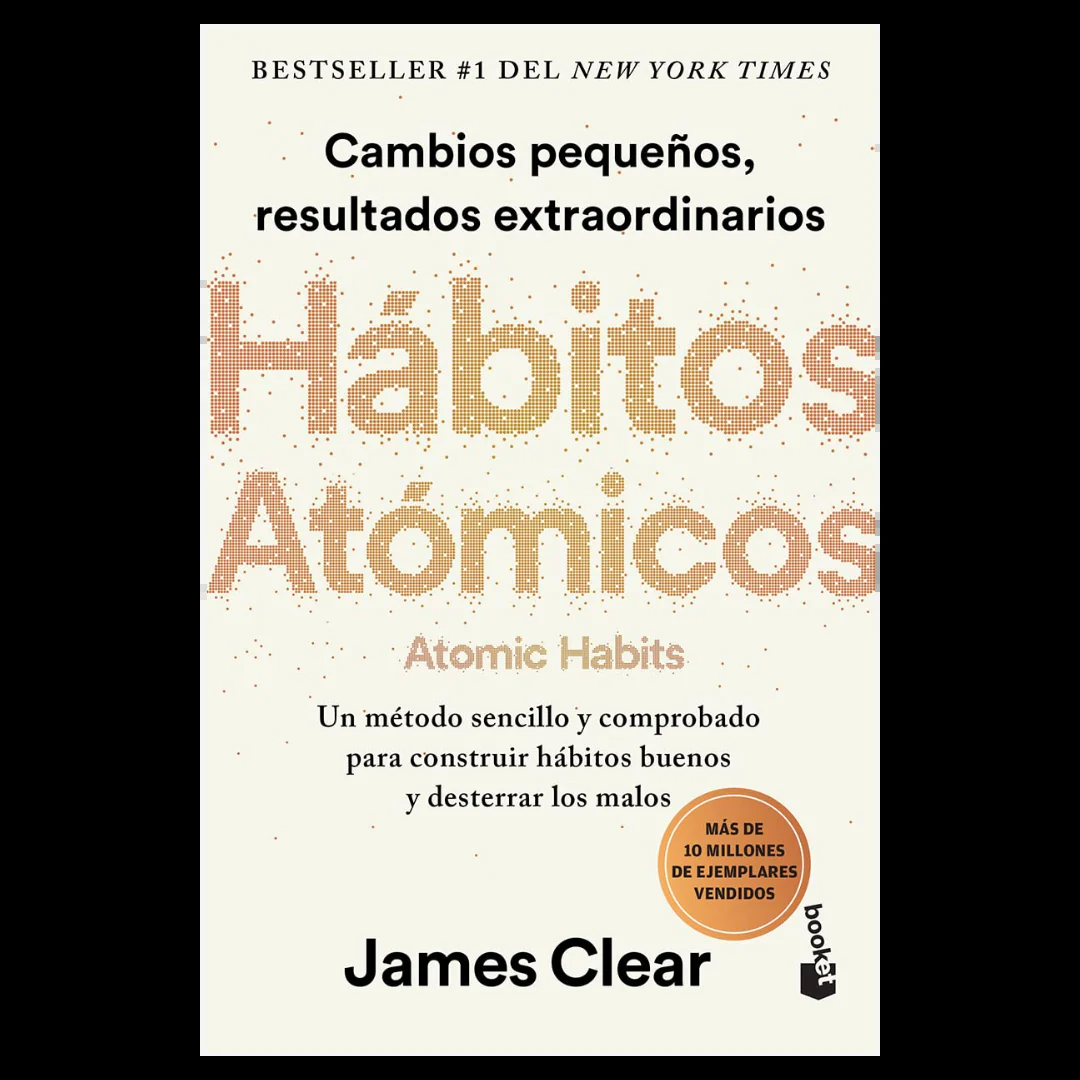 BESTSELLER #1 DEL NEW YORK TIMES
Cambios pequeños,
resultados extraordinarios
Hábitos
Atómicos
Atomic Habits
Un método sencillo y comprobado
para construir hábitos buenos
y desterrar los malos
MÁS DE
10 MILLONES
DE EJEMPLARES
VENDIDOS
booket
James Clear